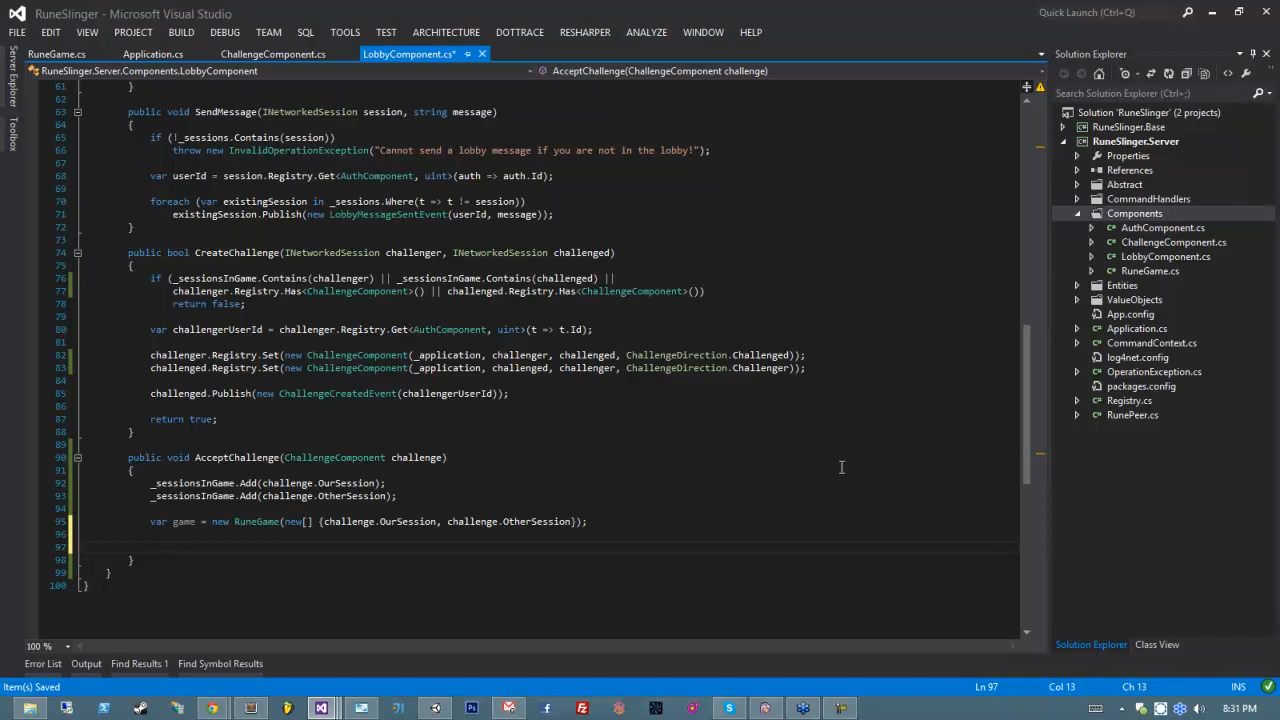 RuneSlinger - Microsoft Visual Studio
Quick Launch (Ctrl+Q)
FILE EDIT VIEW PROJECT BUILD DEBUG TEAM SQL TOOLS TEST ARCHITECTURE DOTTRACE RESHARPER ANALYZE WINDOW HELP
RuneGame.cs Application.cs ChallengeComponent.cs LobbyComponent.cs*
RuneSlinger.Server.Components.LobbyComponent
AcceptChallenge(ChallengeComponent challenge)
Server Explorer
Toolbox
61 }
62
63 public void SendMessage(INetworkedSession session, string message)
64 {
65 if (!_sessions.Contains(session))
66 throw new InvalidOperationException("Cannot send a lobby message if you are not in the lobby!");
67
68 var userId = session.Registry.Get<AuthComponent, uint>(auth => auth.Id);
69
70 foreach (var existingSession in _sessions.Where(t => t != session))
71 existingSession.Publish(new LobbyMessageSentEvent(userId, message));
72 }
73
74 public bool CreateChallenge(INetworkedSession challenger, INetworkedSession challenged)
75 {
76 if (_sessionsInGame.Contains(challenger) || _sessionsInGame.Contains(challenged) ||
77 challenger.Registry.Has<ChallengeComponent>() || challenged.Registry.Has<ChallengeComponent>())
78 return false;
79
80 var challengerUserId = challenger.Registry.Get<AuthComponent, uint>(t => t.Id);
81
82 challenger.Registry.Set(new ChallengeComponent(_application, challenger, challenged, ChallengeDirection.Challenged));
83 challenged.Registry.Set(new ChallengeComponent(_application, challenged, challenger, ChallengeDirection.Challenger));
84
85 challenged.Publish(new ChallengeCreatedEvent(challengerUserId));
86
87 return true;
88 }
89
90 public void AcceptChallenge(ChallengeComponent challenge)
91 {
92 _sessionsInGame.Add(challenge.OurSession);
93 _sessionsInGame.Add(challenge.OtherSession);
94
95 var game = new RuneGame(new[] {challenge.OurSession, challenge.OtherSession});
96
97
98 }
99 }
100 }
100 %
Solution Explorer
Search Solution Explorer (Ctrl+;)
Solution 'RuneSlinger' (2 projects)
RuneSlinger.Base
RuneSlinger.Server
Properties
References
Abstract
CommandHandlers
Components
AuthComponent.cs
ChallengeComponent.cs
LobbyComponent.cs
RuneGame.cs
Entities
ValueObjects
App.config
Application.cs
CommandContext.cs
log4net.config
OperationException.cs
packages.config
Registry.cs
RunePeer.cs
Solution Explorer Class View
Error List Output Find Results 1 Find Symbol Results
Item(s) Saved
Ln 97 Col 13 Ch 13 INS
8:31 PM